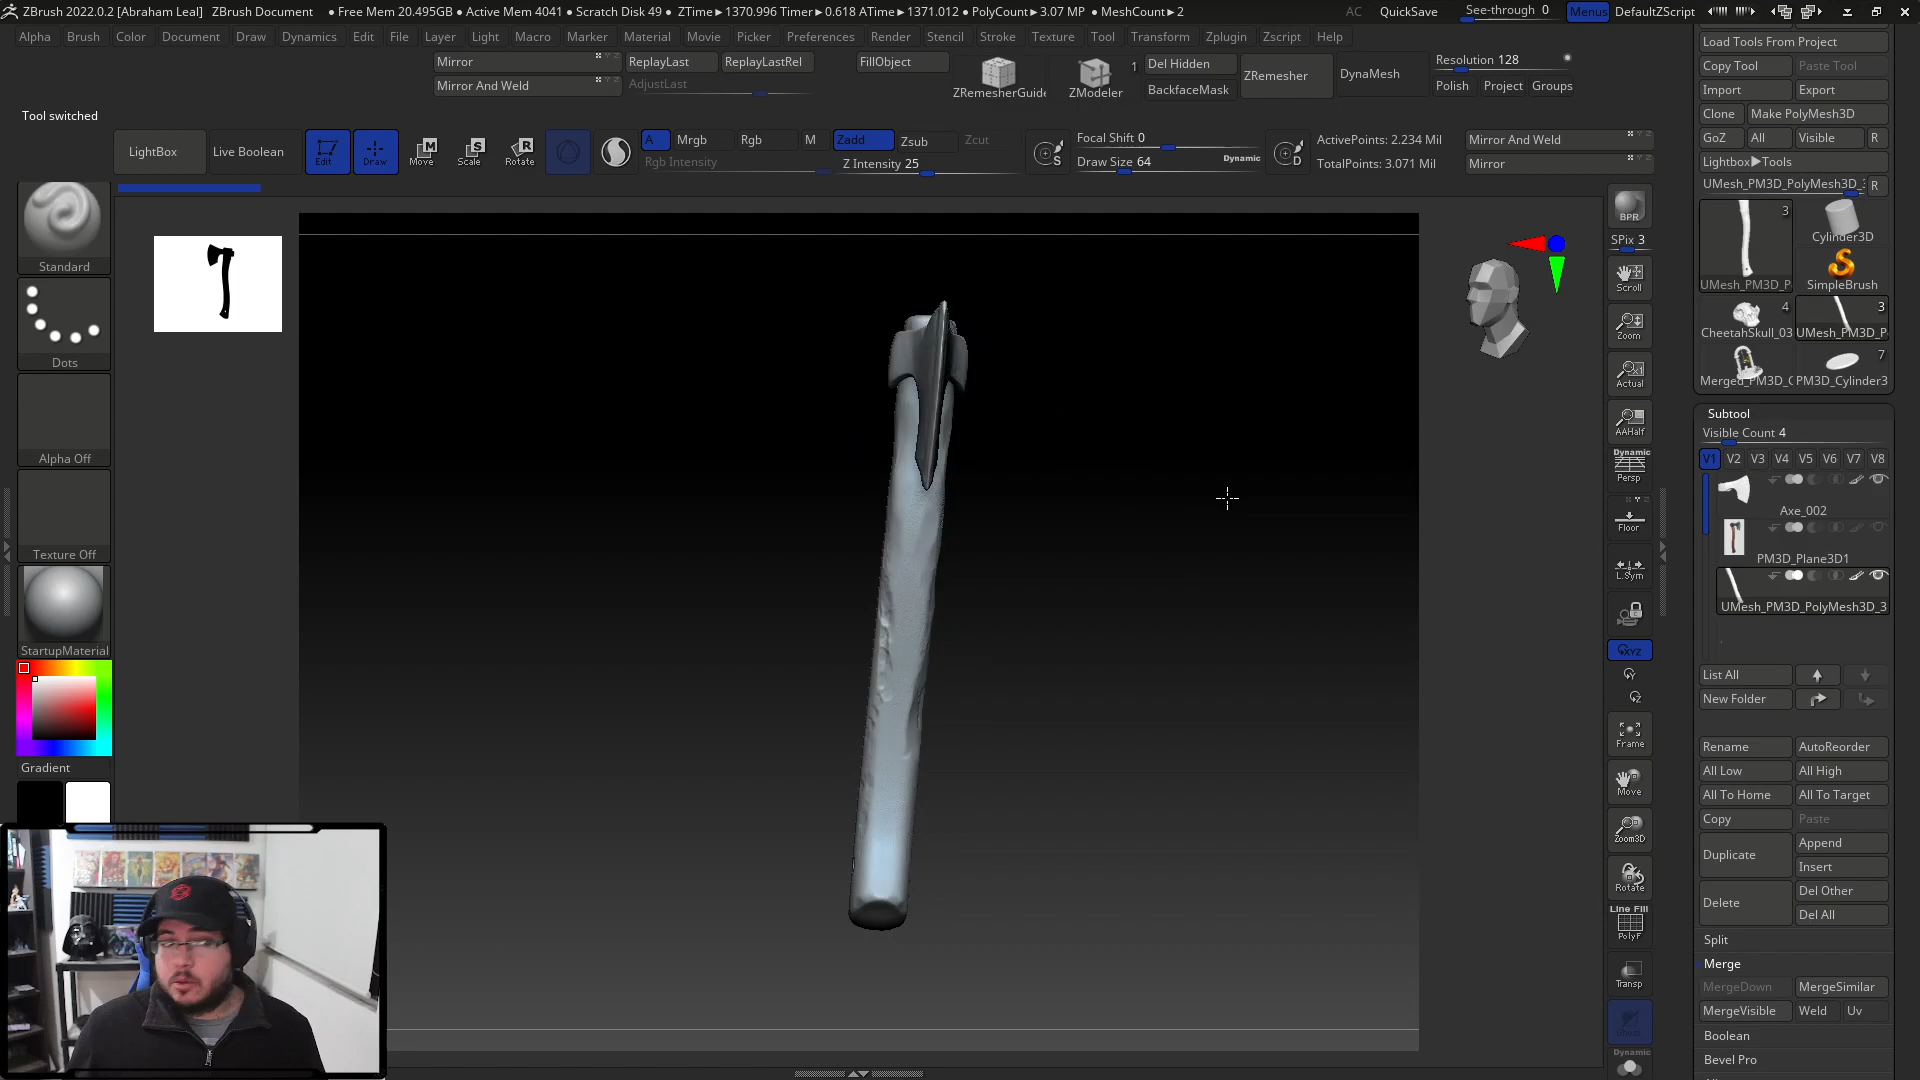 ZBrush 2022.0.2 [Abraham Leal] ZBrush Document • Free Mem 20.495GB • Active Mem 4041 • Scratch Disk 49 • ZTime▸1370.996 Timer▸0.618 ATime▸1371.012 • PolyCount▸3.07 MP • MeshCount▸2 AC QuickSave See-through 0 Menus DefaultZScript
Alpha Brush Color Document Draw Dynamics Edit File Layer Light Macro Marker Material Movie Picker Preferences Render Stencil Stroke Texture Tool Transform Zplugin Zscript Help
Mirror ReplayLast ReplayLastRel FillObject
Mirror And Weld AdjustLast
ZRemesherGuide 1 ZModeler Del Hidden BackfaceMask ZRemesher DynaMesh Resolution 128
Polish Project Groups
Tool switched
LightBox Live Boolean Edit Draw Move Scale Rotate
A Mrgb Rgb M Zadd Zsub Zcut
Rgb Intensity Z Intensity 25
S Focal Shift 0
Draw Size 64 Dynamic D
ActivePoints: 2.234 Mil
TotalPoints: 3.071 Mil
Mirror And Weld
Mirror
Standard
Dots
Alpha Off
Texture Off
StartupMaterial
Gradient
BPR
SPix 3
Scroll
Zoom
Actual
AAHalf
Dynamic
Persp
Floor
L.Sym
XYZ
Y
Z
Frame
Move
Zoom3D
Rotate
Line Fill
PolyF
Transp
Dynamic
Load Tools From Project
Copy Tool Paste Tool
Import Export
Clone Make PolyMesh3D
GoZ All Visible R
Lightbox▸Tools
UMesh_PM3D_PolyMesh3D_3 R
3 Cylinder3D
UMesh_PM3D_P SimpleBrush
4 3
CheetahSkull_03 UMesh_PM3D_P
7
Merged_PM3D_C PM3D_Cylinder3
Subtool
Visible Count 4
V1 V2 V3 V4 V5 V6 V7 V8
Axe_002
PM3D_Plane3D1
UMesh_PM3D_PolyMesh3D_3
List All
New Folder
Rename AutoReorder
All Low All High
All To Home All To Target
Copy Paste
Duplicate Append
Insert
Delete Del Other
Del All
Split
Merge
MergeDown MergeSimilar
MergeVisible Weld Uv
Boolean
Bevel Pro